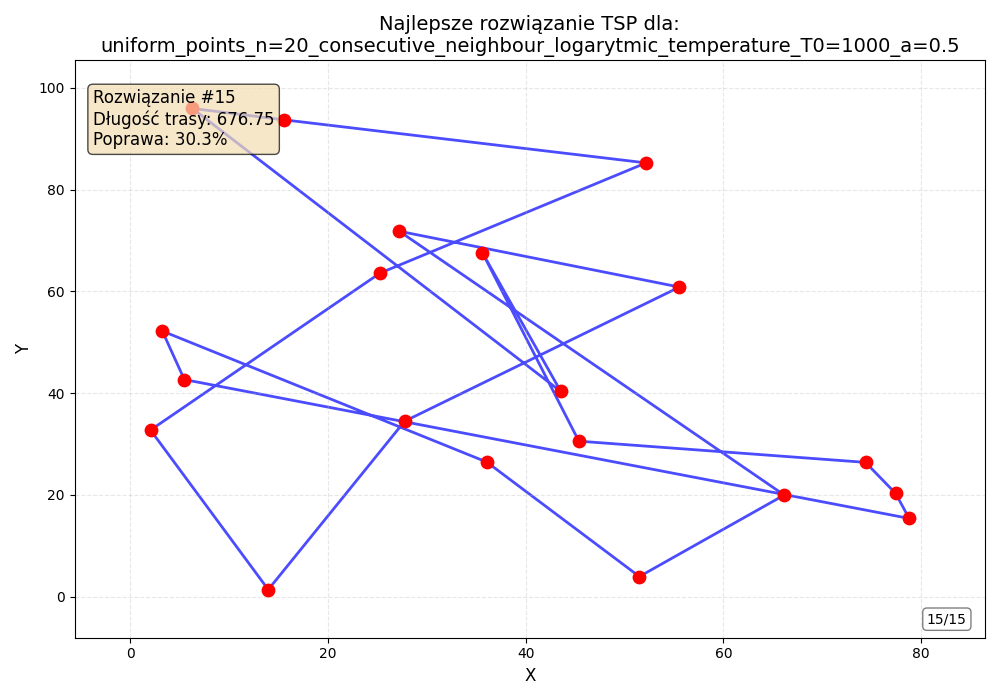 Najlepsze rozwiązanie TSP dla:
uniform_points_n=20_consecutive_neighbour_logarytmic_temperature_T0=1000_a=0.5
Rozwiązanie #15
Długość trasy: 676.75
Poprawa: 30.3%
100
80
60
40
20
0
Y
15/15
0 20 40 60 80
X